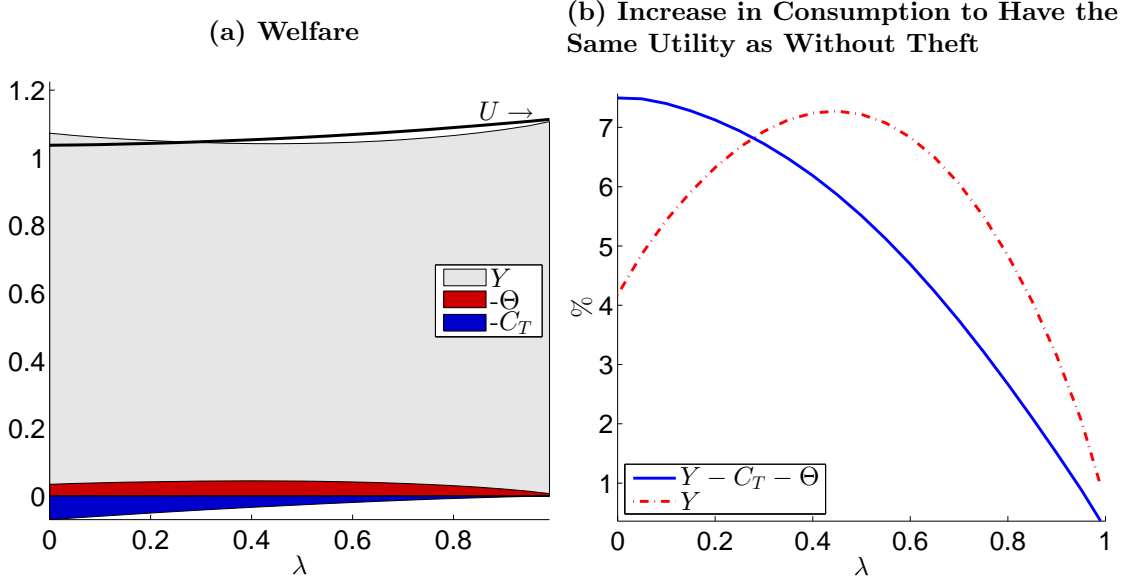 (a) Welfare
(b) Increase in Consumption to Have the
Same Utility as Without Theft
1.2
1
0.8
0.6
0.4
0.2
0
U →
Y
-Θ
-C_T
0
0.2
0.4
0.6
0.8
λ
7
6
5
4
3
2
1
%
Y − C_T − Θ
Y
0
0.2
0.4
0.6
0.8
1
λ